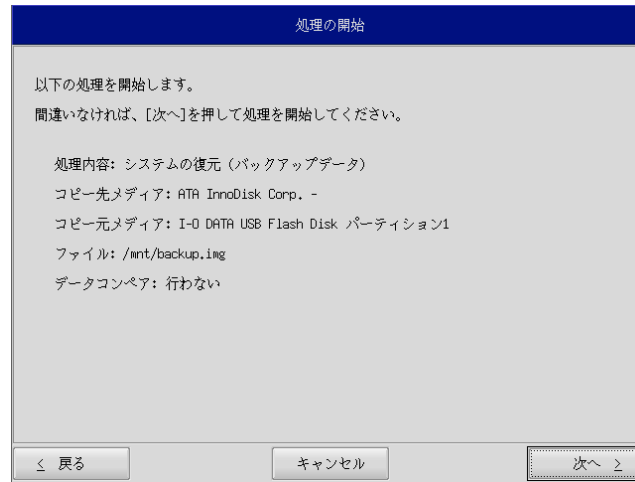 処理の開始
以下の処理を開始します。
間違いなければ、[次へ]を押して処理を開始してください。
処理内容: システムの復元 (バックアップデータ)
コピー先メディア: ATA InnoDisk Corp. -
コピー元メディア: I-O DATA USB Flash Disk パーティション1
ファイル: /mnt/backup.img
データコンペア: 行わない
< 戻る
キャンセル
次へ >